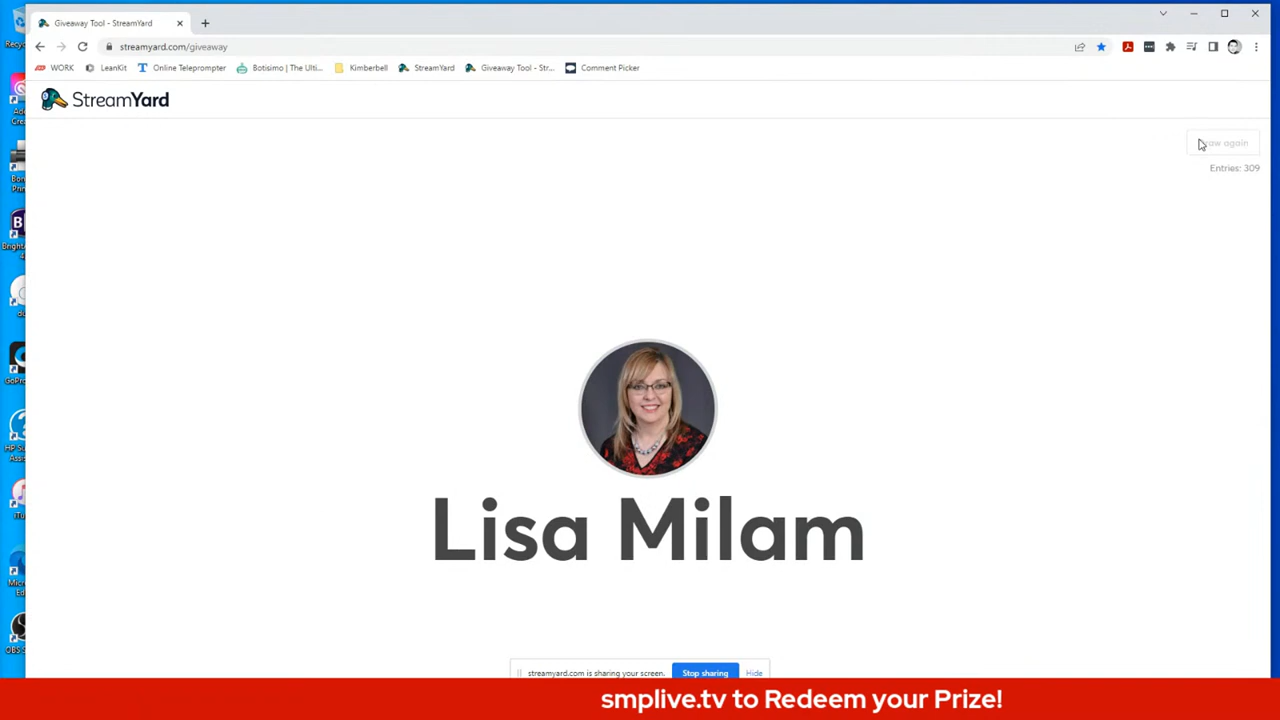 Giveaway Tool - StreamYard
streamyard.com/giveaway
WORK LeanKit Online Teleprompter Botisimo | The Ulti... Kimberbell StreamYard Giveaway Tool - Str... Comment Picker
StreamYard
again
Entries: 309
Lisa Milam
streamyard.com is sharing your screen. Stop sharing Hide
smplive.tv to Redeem your Prize!